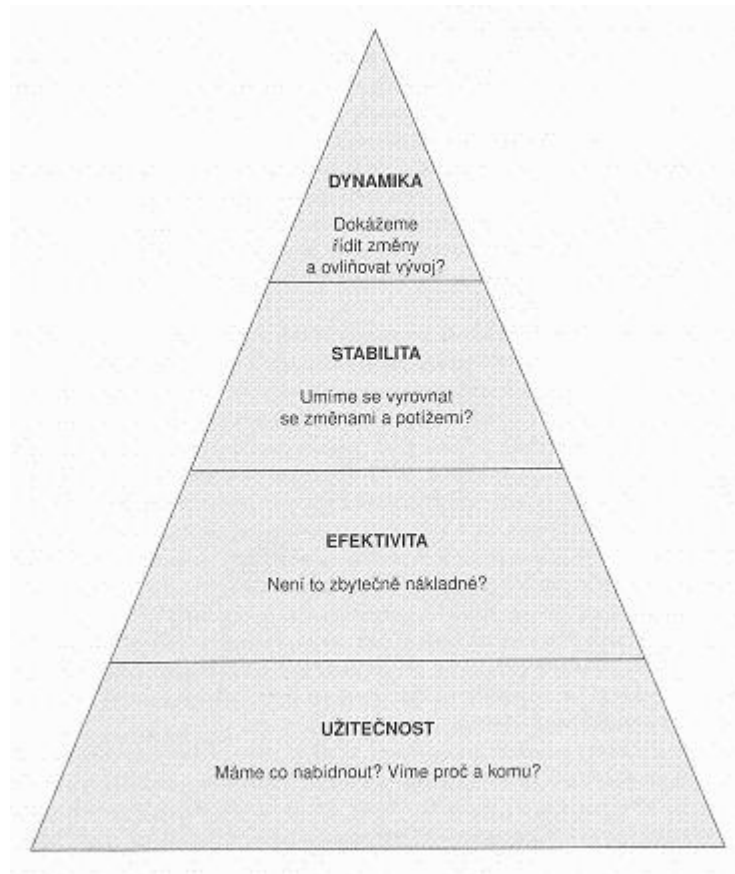 DYNAMIKA
Dokážeme
řídit změny
a ovliňovat vývoj?
STABILITA
Umíme se vyrovnat
se změnami a potížemi?
EFEKTIVITA
Není to zbytečně nákladné?
UŽITEČNOST
Máme co nabídnout? Víme proč a komu?